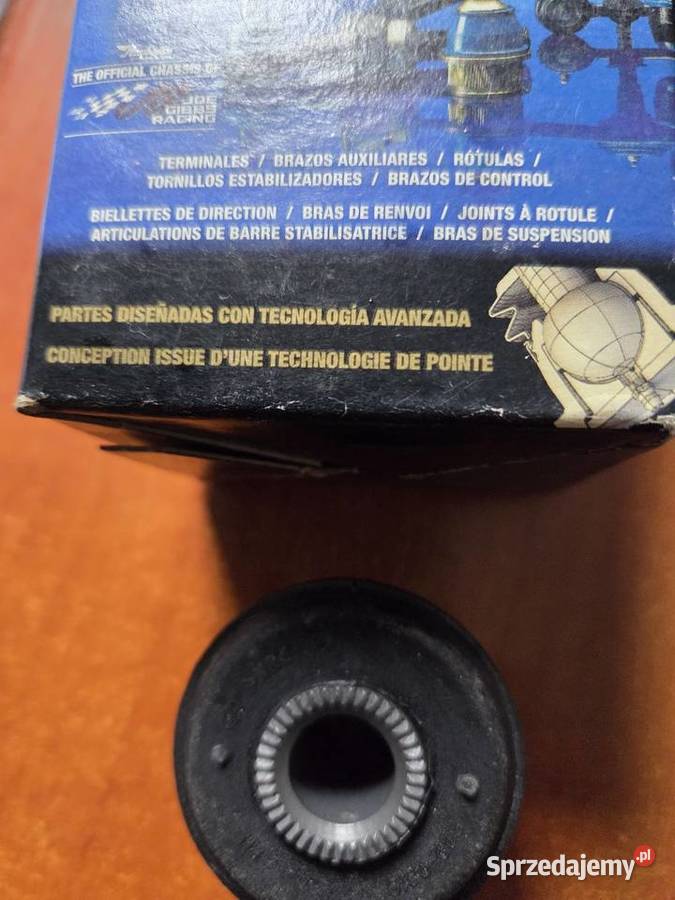 THE OFFICIAL CHASSIS OF
JOE
GIBBS
RACING
TERMINALES / BRAZOS AUXILIARES / RÓTULAS /
TORNILLOS ESTABILIZADORES / BRAZOS DE CONTROL
BIELLETTES DE DIRECTION / BRAS DE RENVOI / JOINTS À ROTULE /
ARTICULATIONS DE BARRE STABILISATRICE / BRAS DE SUSPENSION
PARTES DISEÑADAS CON TECNOLOGÍA AVANZADA
CONCEPTION ISSUE D'UNE TECHNOLOGIE DE POINTE
Sprzedajemy.pl